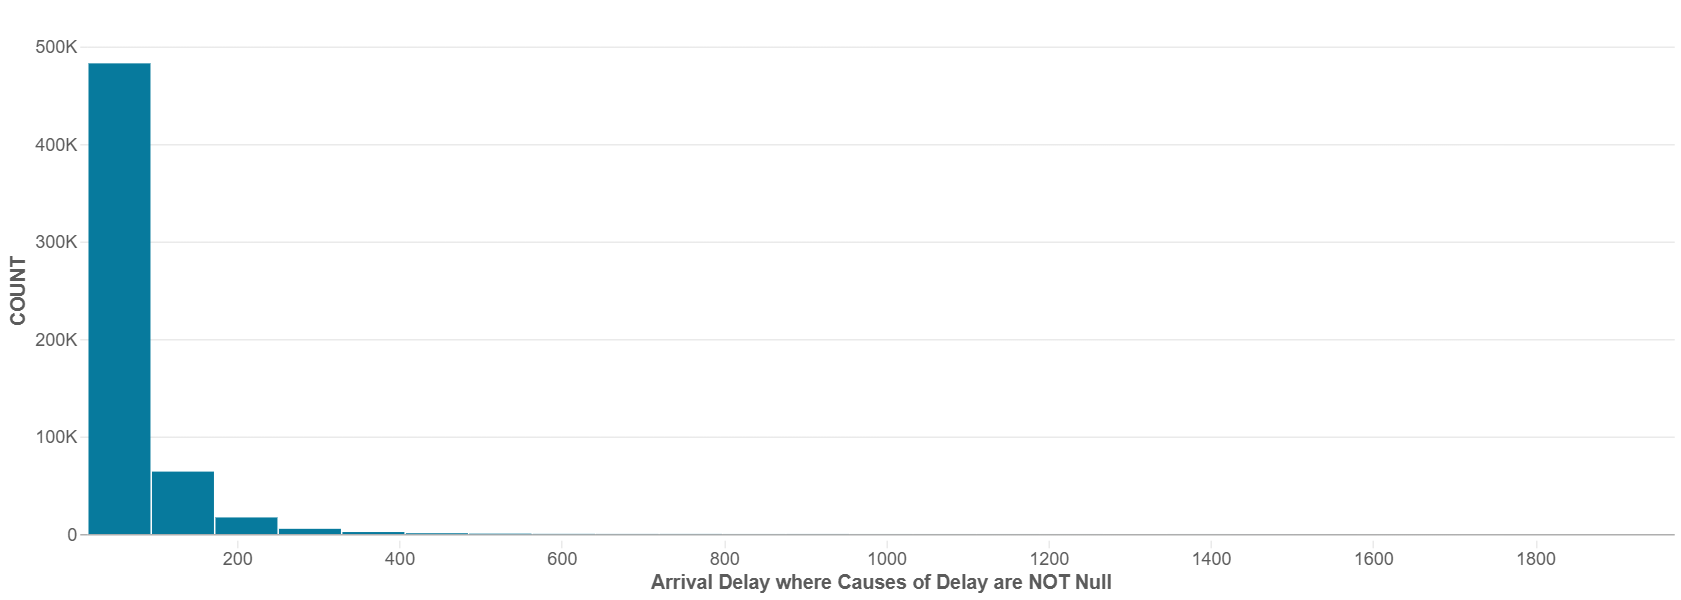 500K
400K
300K
200K
100K
0
COUNT
200 400 600 800 1000 1200 1400 1600 1800
Arrival Delay where Causes of Delay are NOT Null